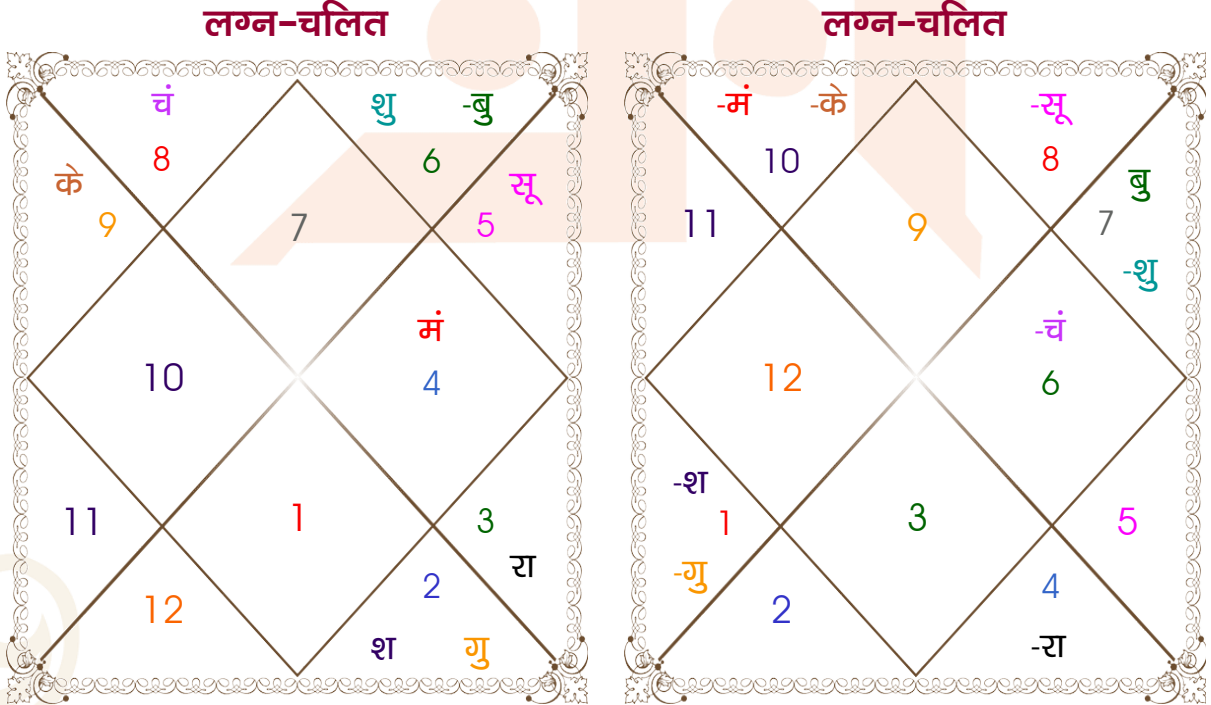 लग्न-चलित
लग्न-चलित
चं शु -बु
8 6
के सू
9 7 5
मं
10 4
11 1 3
रा
12 2
श गु
-मं -के -सू
10 8
बु
11 9 7
-शु
-चं
12 6
-श
1 3 5
-गु
2 4
-रा